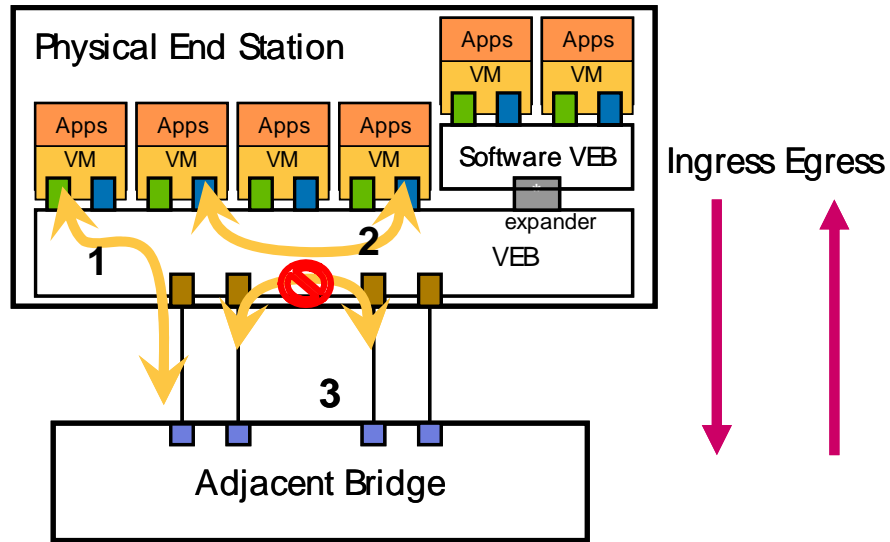 Physical End Station
Apps
VM
Apps
VM
Apps
VM
Apps
VM
Apps
VM
Apps
VM
Software VEB
expander
VEB
1
2
3
Adjacent Bridge
Ingress Egress